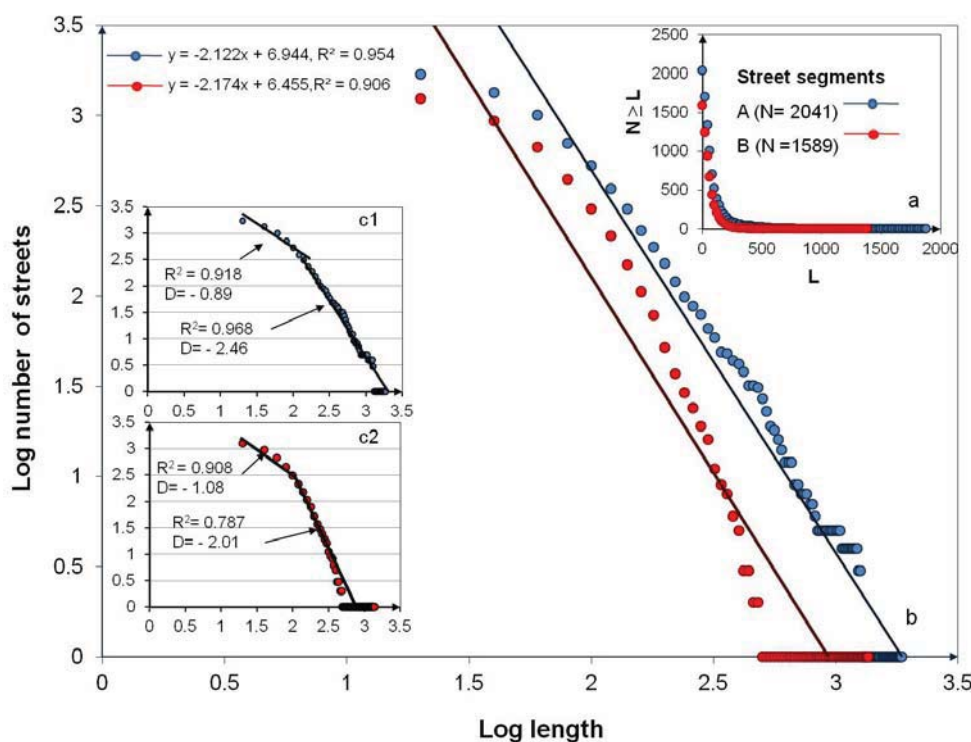 y = -2.122x + 6.944, R² = 0.954
y = -2.174x + 6.455, R² = 0.906
Log number of streets
3.5
3
2.5
2
1.5
1
0.5
0
0 0.5 1 1.5 2 2.5 3 3.5
Log length
b
N ≥ L
2500
2000
1500
1000
500
0
Street segments
A (N= 2041)
B (N =1589)
a
0 500 1000 1500 2000
L
c1
3.5
3
2.5
2
1.5
1
0.5
0
R² = 0.918
D= - 0.89
R² = 0.968
D= - 2.46
0 0.5 1 1.5 2 2.5 3 3.5
c2
3.5
3
2.5
2
1.5
1
0.5
0
R² = 0.908
D= - 1.08
R² = 0.787
D= - 2.01
0 0.5 1 1.5 2 2.5 3 3.5